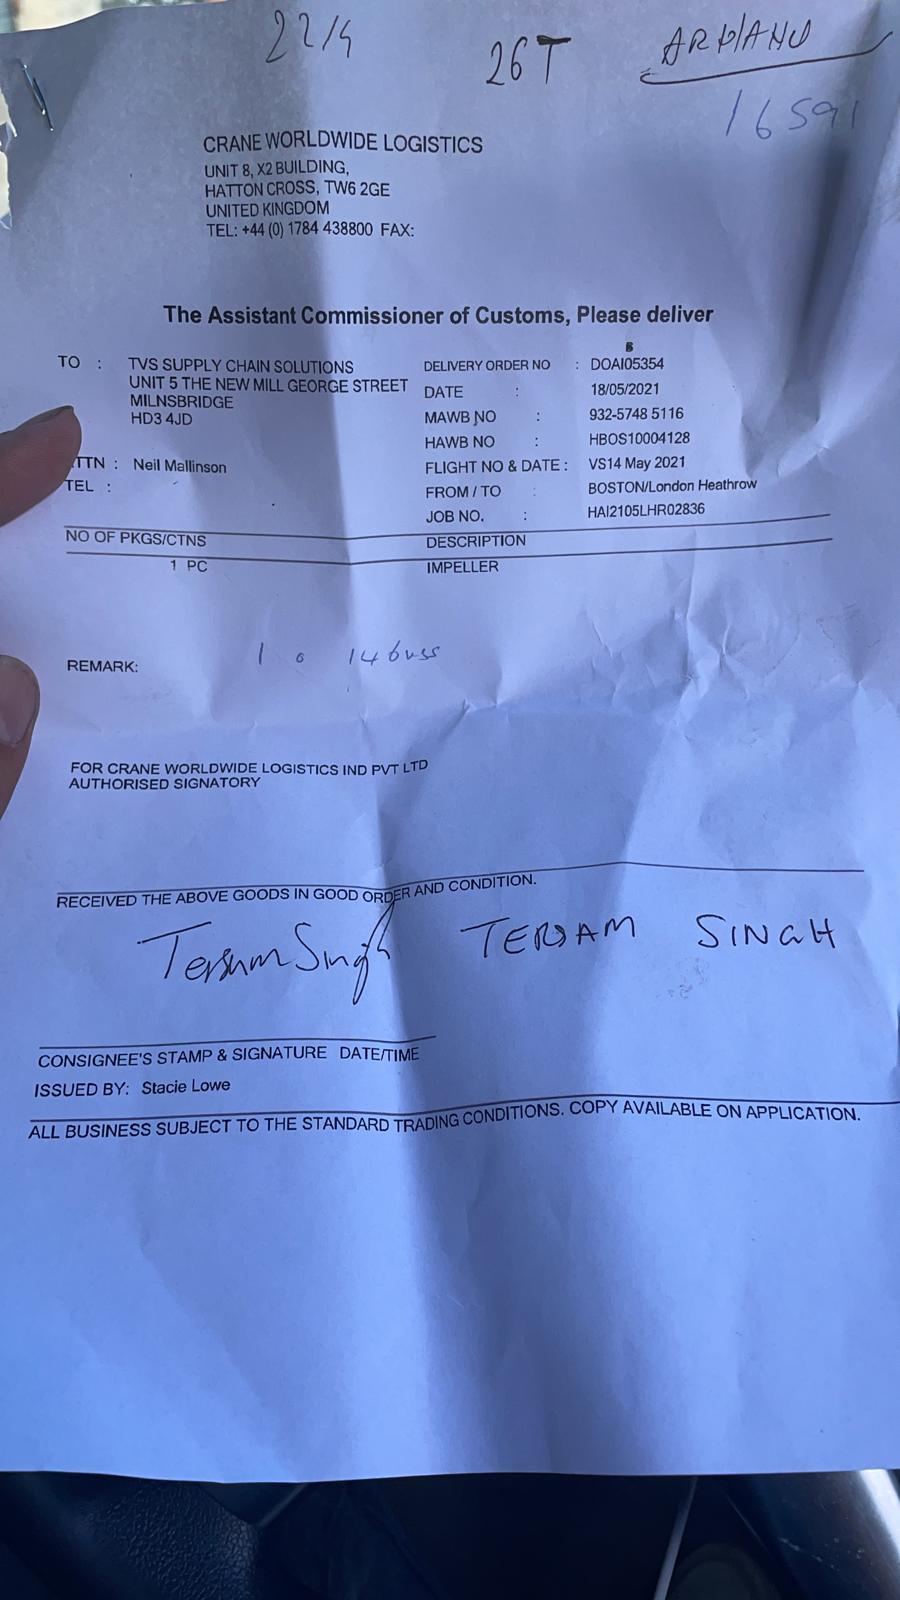 22/4
26T
16591
CRANE WORLDWIDE LOGISTICS
UNIT 8, X2 BUILDING,
HATTON CROSS, TW6 2GE
UNITED KINGDOM
TEL: +44 (0) 1784 438800 FAX:
The Assistant Commissioner of Customs, Please deliver
TO : TVS SUPPLY CHAIN SOLUTIONS
UNIT 5 THE NEW MILL GEORGE STREET
MILNSBRIDGE
HD3 4JD
TTN : Neil Mallinson
TEL :
DELIVERY ORDER NO : DOAI05354
DATE : 18/05/2021
MAWB NO : 932-5748 5116
HAWB NO : HBOS10004128
FLIGHT NO & DATE : VS14 May 2021
FROM / TO : BOSTON/London Heathrow
JOB NO. : HAI2105LHR02836
NO OF PKGS/CTNS DESCRIPTION
1 PC IMPELLER
REMARK: 1
FOR CRANE WORLDWIDE LOGISTICS IND PVT LTD
AUTHORISED SIGNATORY
RECEIVED THE ABOVE GOODS IN GOOD ORDER AND CONDITION.
Tersam Singh TERSAM SINGH
CONSIGNEE'S STAMP & SIGNATURE DATE/TIME
ISSUED BY: Stacie Lowe
ALL BUSINESS SUBJECT TO THE STANDARD TRADING CONDITIONS. COPY AVAILABLE ON APPLICATION.